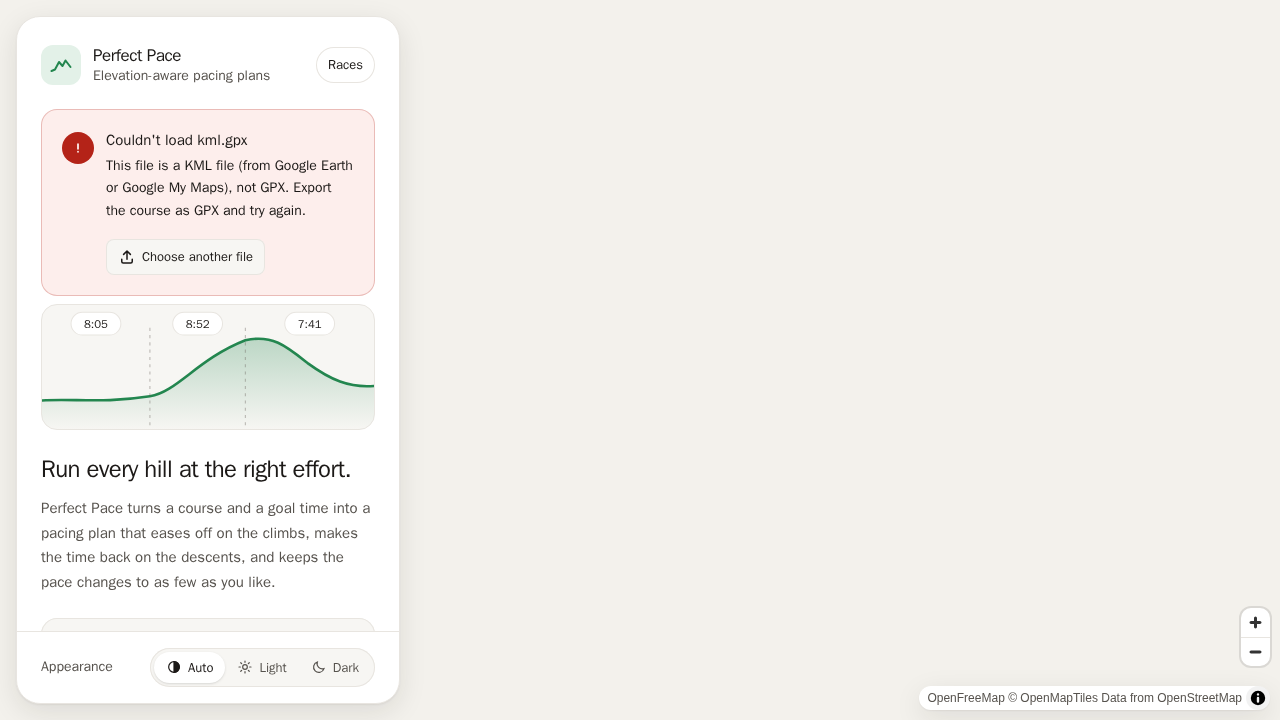 Perfect Pace
Elevation-aware pacing plans
Races
!
Couldn't load kml.gpx
This file is a KML file (from Google Earth
or Google My Maps), not GPX. Export
the course as GPX and try again.
Choose another file
8:05
8:52
7:41
Run every hill at the right effort.
Perfect Pace turns a course and a goal time into a
pacing plan that eases off on the climbs, makes
the time back on the descents, and keeps the
pace changes to as few as you like.
Appearance
Auto
Light
Dark
OpenFreeMap © OpenMapTiles Data from OpenStreetMap